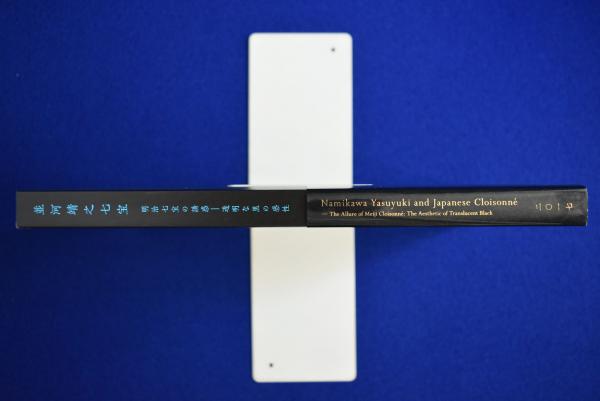 並河靖之七宝
明治七宝の誘惑―透明な黒の感性
Namikawa Yasuyuki and Japanese Cloisonné
—The Allure of Meiji Cloisonné: The Aesthetic of Translucent Black
二〇一七